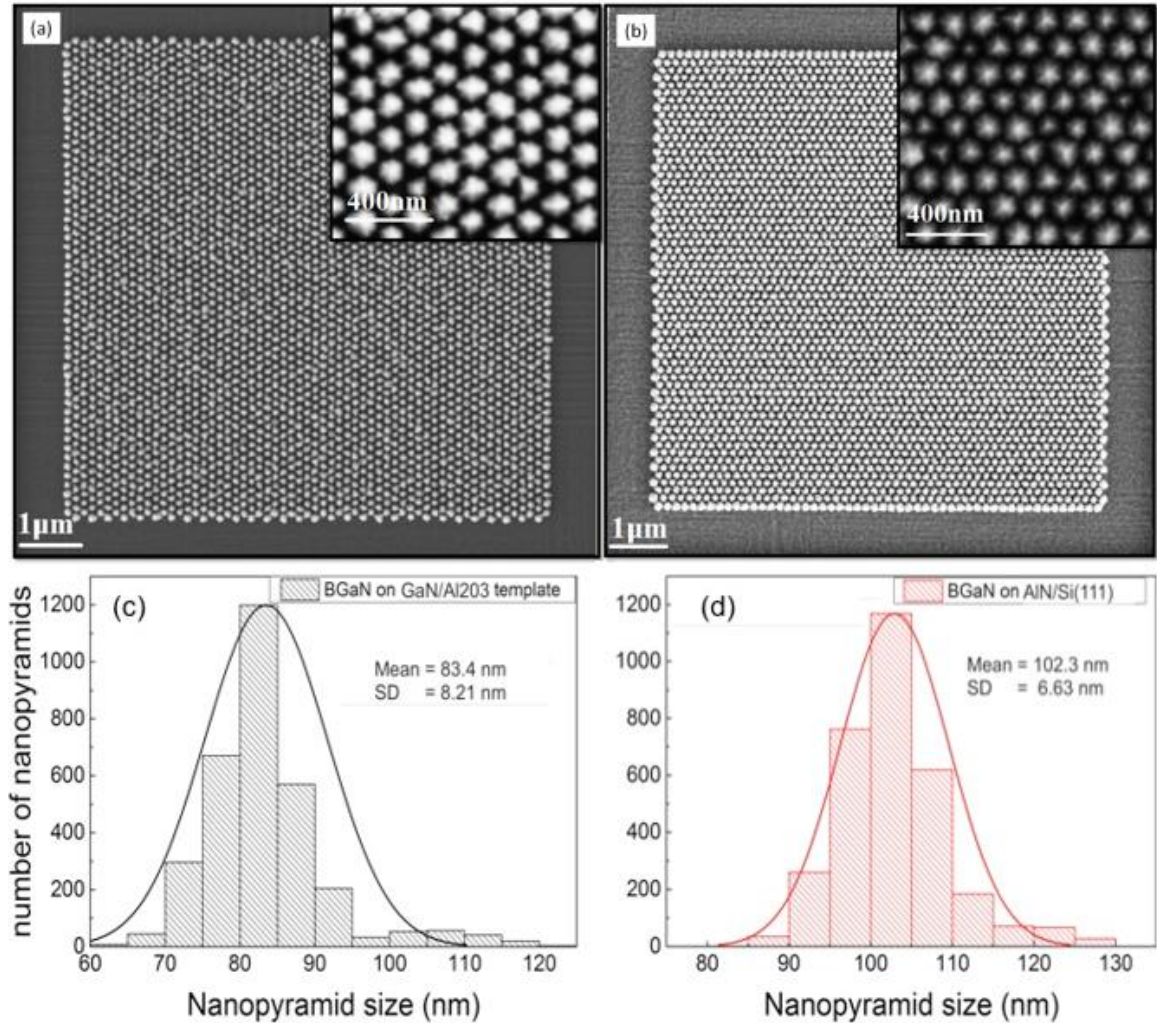 (a)
400nm
1µm
(b)
400nm
1µm
(c)
BGaN on GaN/Al203 template
Mean = 83.4 nm
SD = 8.21 nm
number of nanopyramids
1200
1000
800
600
400
200
0
60 70 80 90 100 110 120
Nanopyramid size (nm)
(d)
BGaN on AlN/Si(111)
Mean = 102.3 nm
SD = 6.63 nm
1200
1000
800
600
400
200
0
80 90 100 110 120 130
Nanopyramid size (nm)